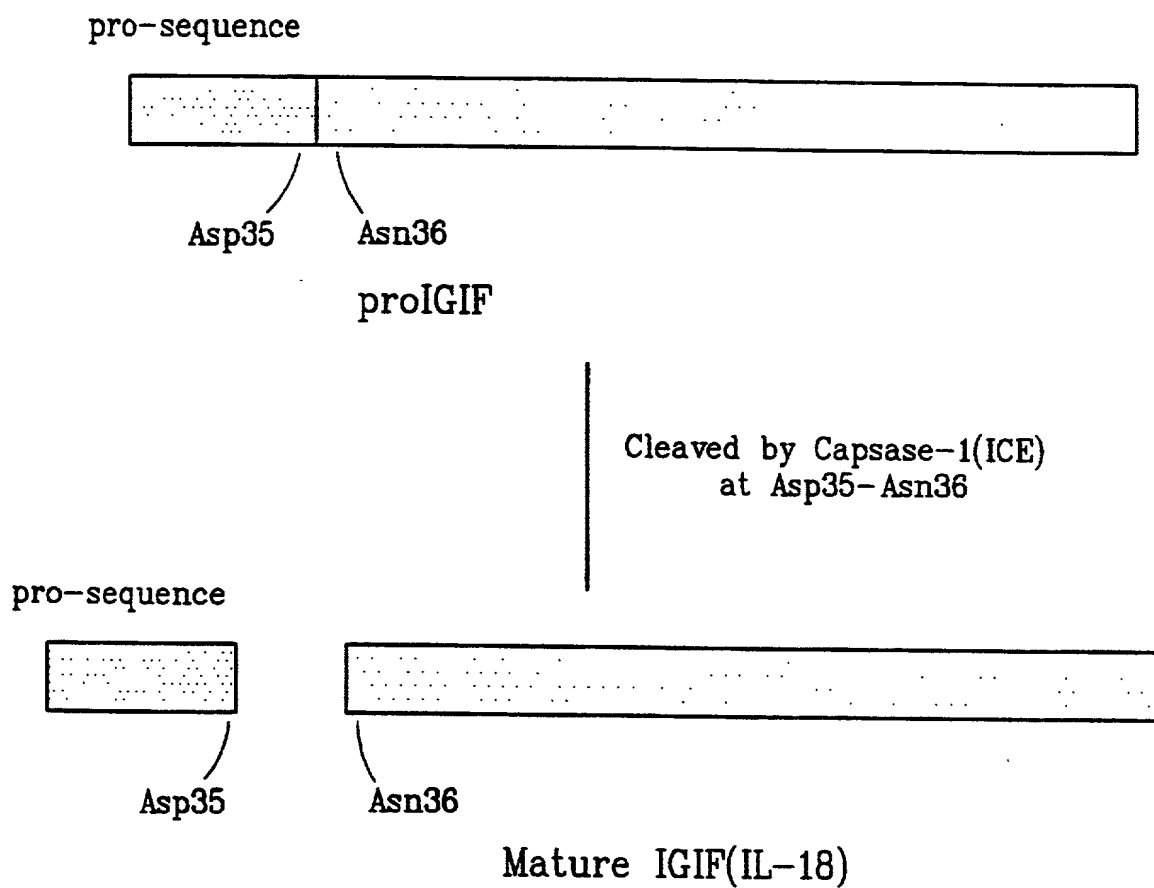 pro-sequence
Asp35
Asn36
proIGIF
Cleaved by Capsase-1(ICE)
at Asp35-Asn36
pro-sequence
Asp35
Asn36
Mature IGIF(IL-18)